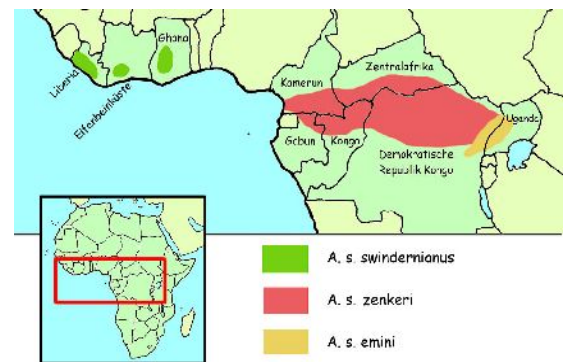 Ghana
Liberia
Elfenbeinküste
Zentralafrika
Kamerun
Uganda
Gabun
Kongo
Demokratische
Republik Kongo
A. s. swindernianus
A. s. zenkeri
A. s. emini